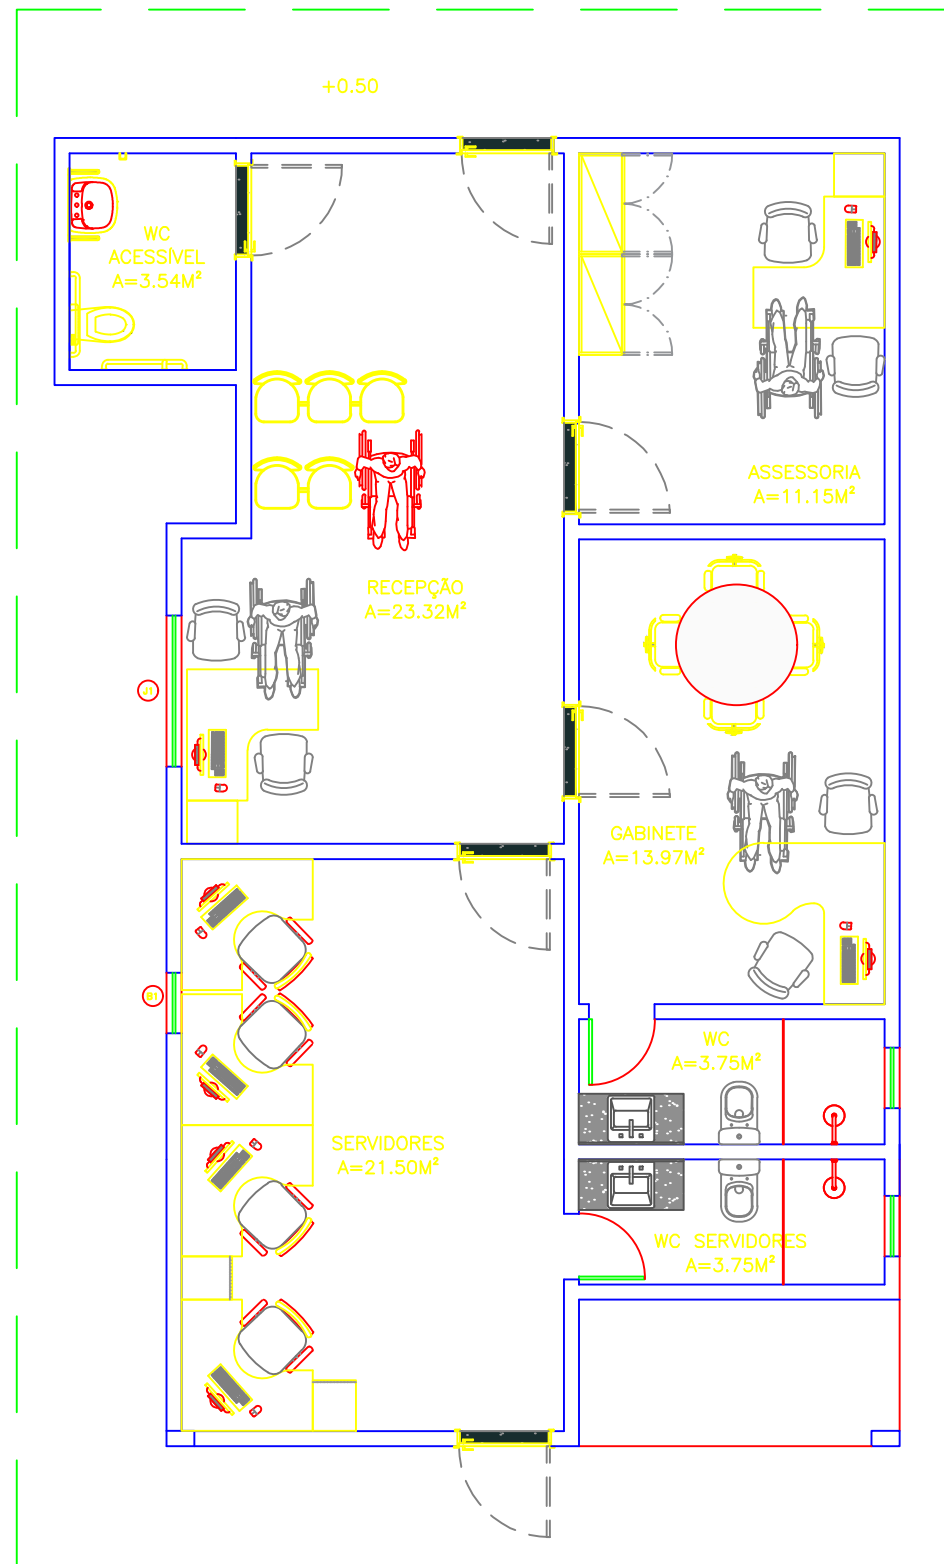 +0.50
WC
ACESSÍVEL
A=3.54M²
ASSESSORIA
A=11.15M²
RECEPÇÃO
A=23.32M²
J1
GABINETE
A=13.97M²
B1
WC
A=3.75M²
SERVIDORES
A=21.50M²
WC SERVIDORES
A=3.75M²